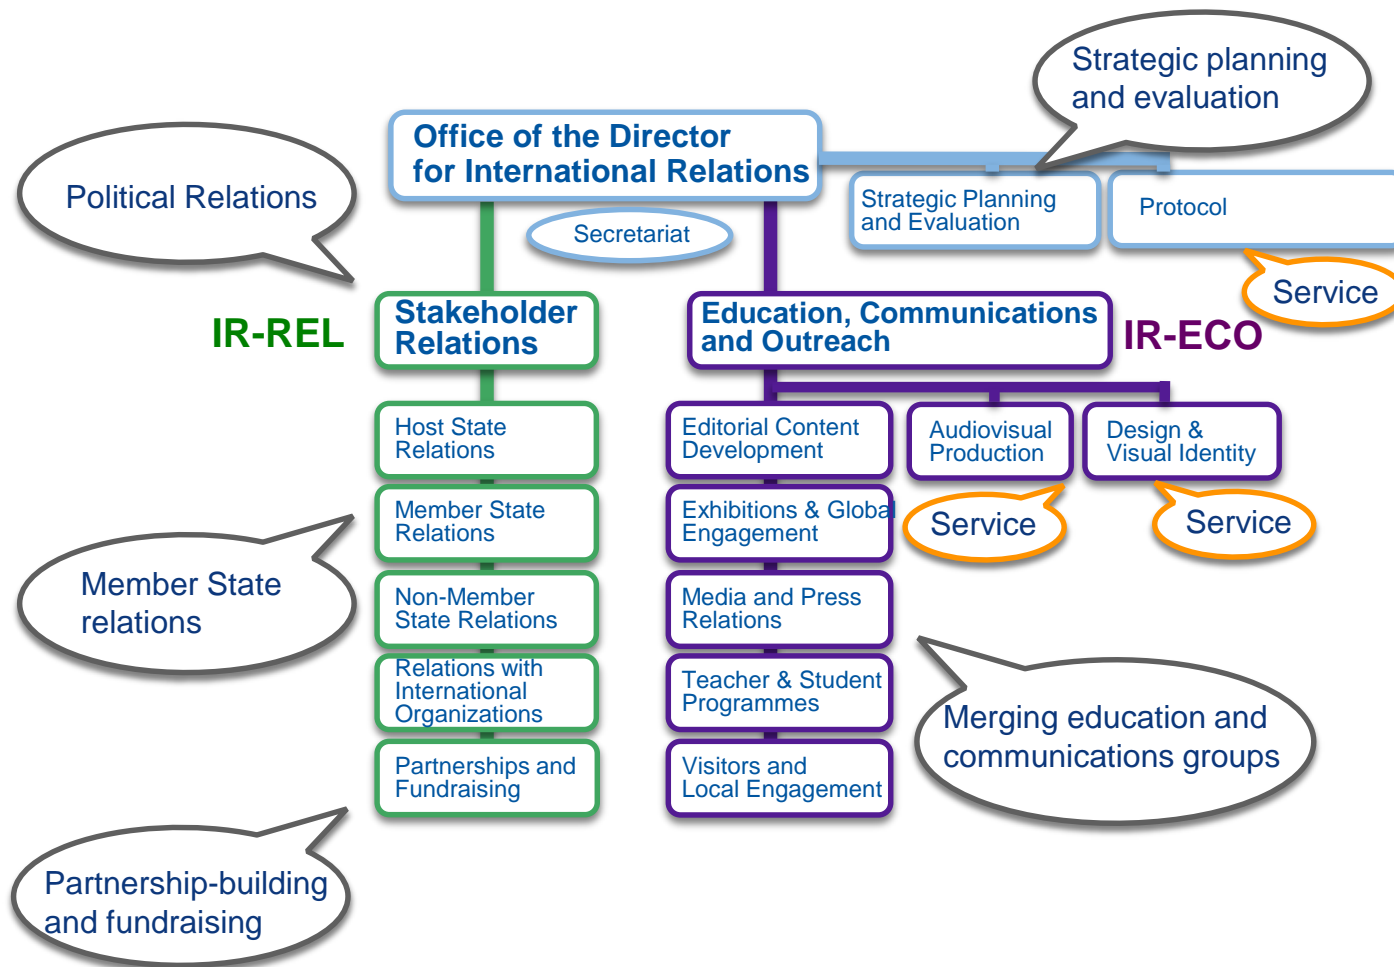 Strategic planning
and evaluation
Office of the Director
for International Relations
Political Relations
Strategic Planning
and Evaluation
Protocol
Secretariat
Service
IR-REL
Stakeholder
Relations
Education, Communications
and Outreach
IR-ECO
Host State
Relations
Editorial Content
Development
Audiovisual
Production
Design &
Visual Identity
Member State
Relations
Exhibitions & Global
Engagement
Service
Service
Member State
relations
Non-Member
State Relations
Media and Press
Relations
Relations with
International
Organizations
Teacher & Student
Programmes
Merging education and
communications groups
Partnerships and
Fundraising
Visitors and
Local Engagement
Partnership-building
and fundraising